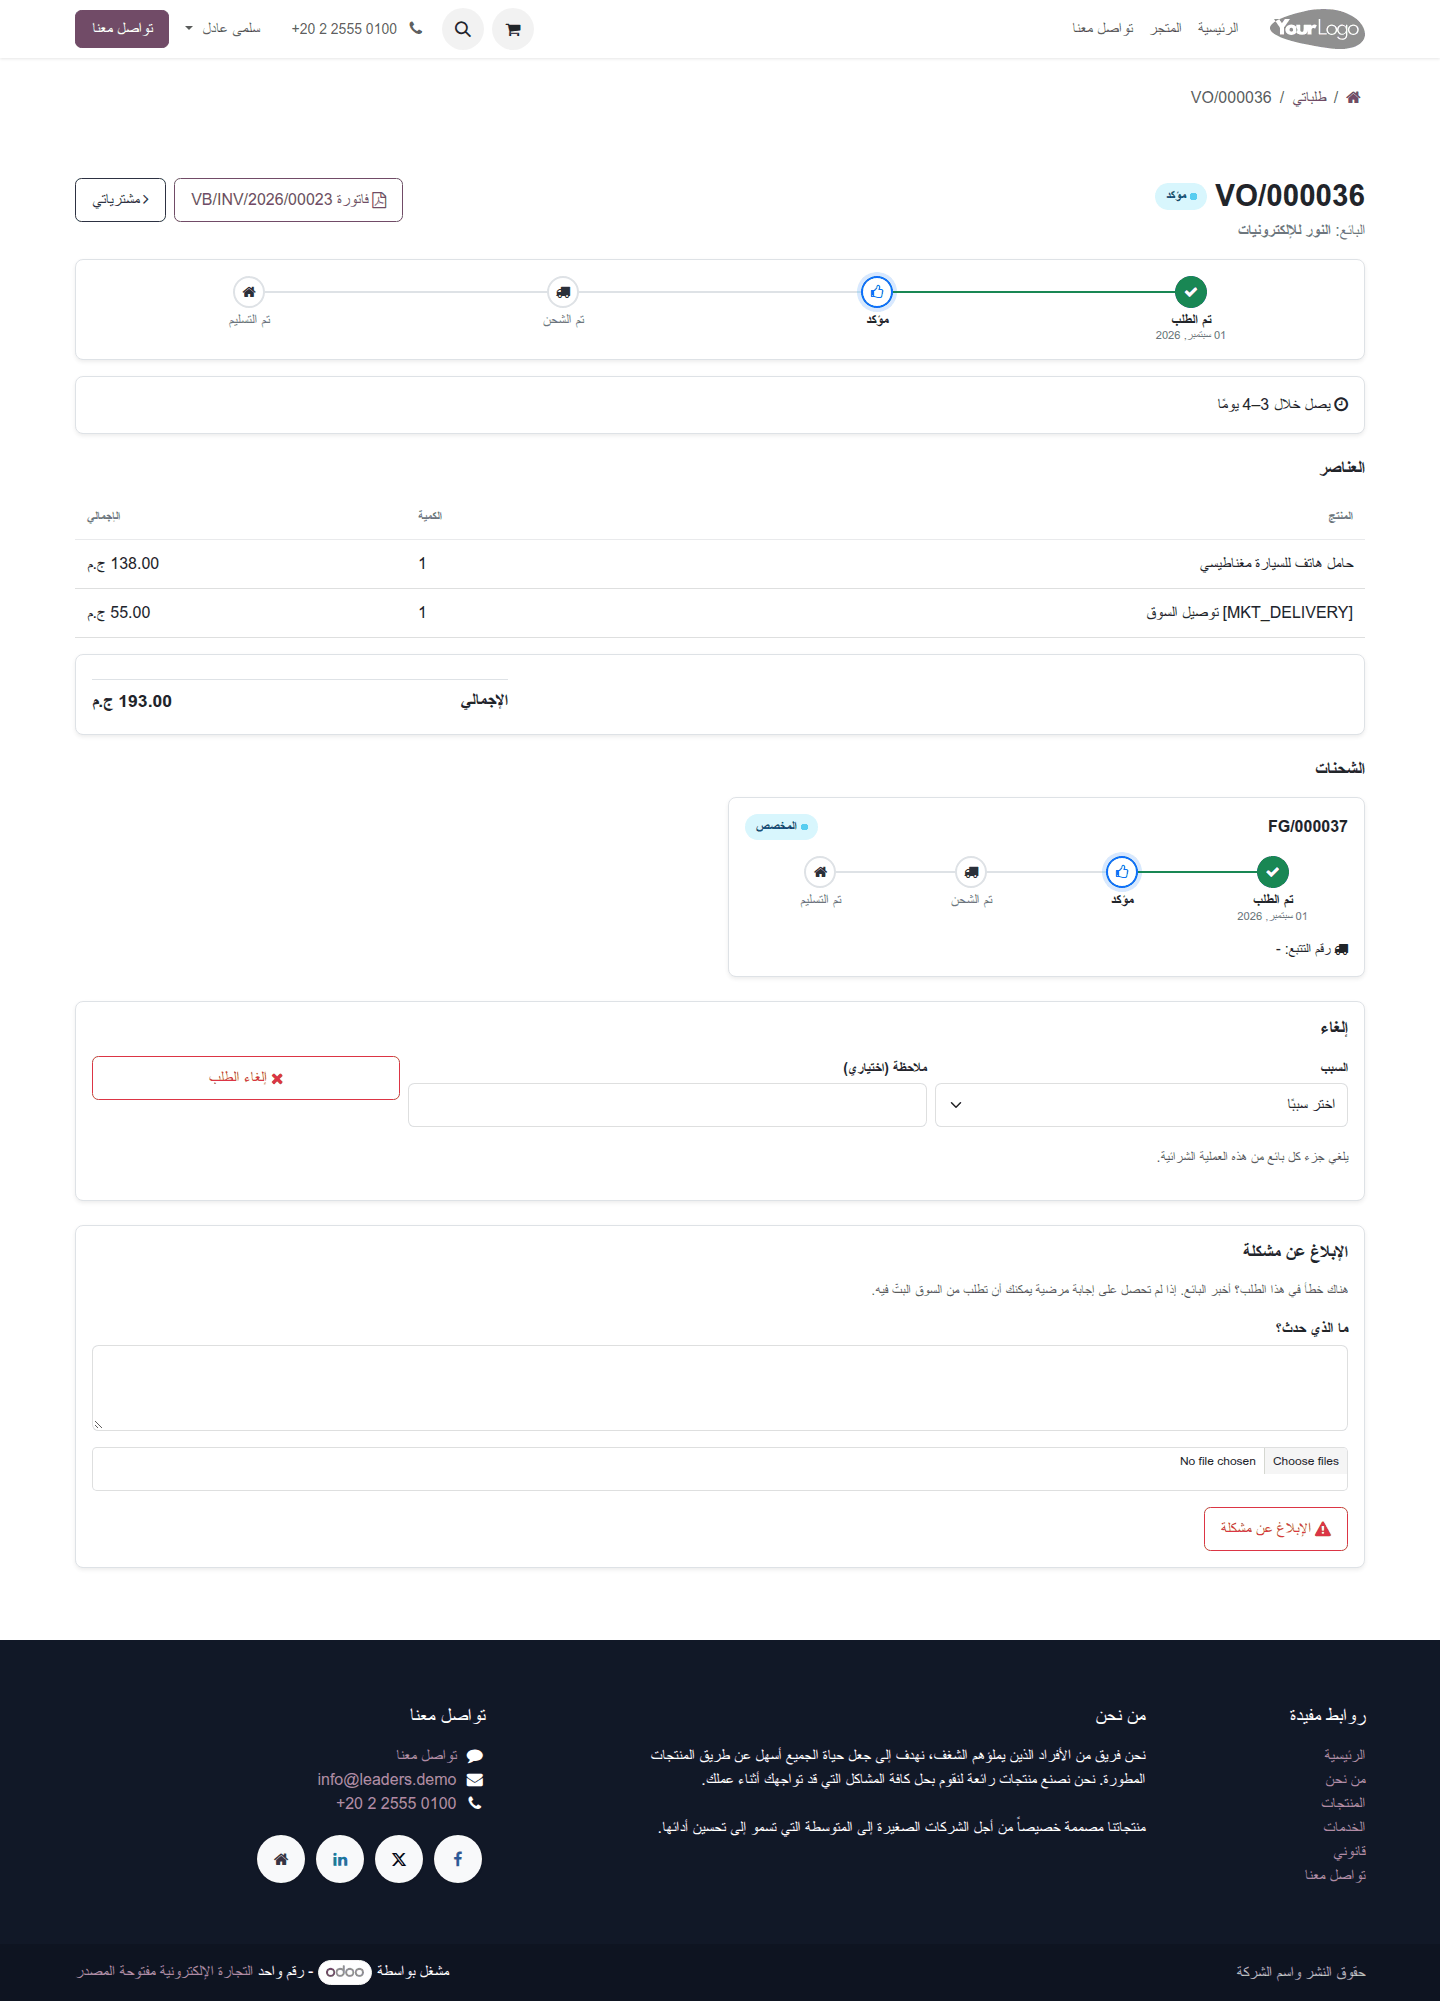 YourLogo
الرئيسية
المتجر
تواصل معنا
+20 2 2555 0100
سلمى عادل
تواصل معنا
/ طلباتي / VO/000036
VO/000036
مؤكد
البائع: النور للإلكترونيات
فاتورة VB/INV/2026/00023
مشترياتي
تم الطلب
01 سبتمبر, 2026
مؤكد
تم الشحن
تم التسليم
يصل خلال 3–4 يومًا
العناصر
المنتج الكمية الإجمالي
حامل هاتف للسيارة مغناطيسي 1 138.00 ج.م
[MKT_DELIVERY] توصيل السوق 1 55.00 ج.م
الإجمالي 193.00 ج.م
الشحنات
FG/000037
المخصص
تم الطلب
01 سبتمبر, 2026
مؤكد
تم الشحن
تم التسليم
رقم التتبع: -
إلغاء
السبب
اختر سببًا
ملاحظة (اختياري)
إلغاء الطلب
يلغي جزء كل بائع من هذه العملية الشرائية.
الإبلاغ عن مشكلة
هناك خطأ في هذا الطلب؟ أخبر البائع. إذا لم تحصل على إجابة مرضية يمكنك أن تطلب من السوق البتّ فيه.
ما الذي حدث؟
Choose files No file chosen
الإبلاغ عن مشكلة
روابط مفيدة
الرئيسية
من نحن
المنتجات
الخدمات
قانوني
تواصل معنا
من نحن
نحن فريق من الأفراد الذين يملؤهم الشغف، نهدف إلى جعل حياة الجميع أسهل عن طريق المنتجات
المطورة. نحن نصنع منتجات رائعة لنقوم بحل كافة المشاكل التي قد تواجهك أثناء عملك.
منتجاتنا مصممة خصيصاً من أجل الشركات الصغيرة إلى المتوسطة التي تسمو إلى تحسين أدائها.
تواصل معنا
تواصل معنا
info@leaders.demo
+20 2 2555 0100
حقوق النشر واسم الشركة
مشغل بواسطة odoo - رقم واحد التجارة الإلكترونية مفتوحة المصدر